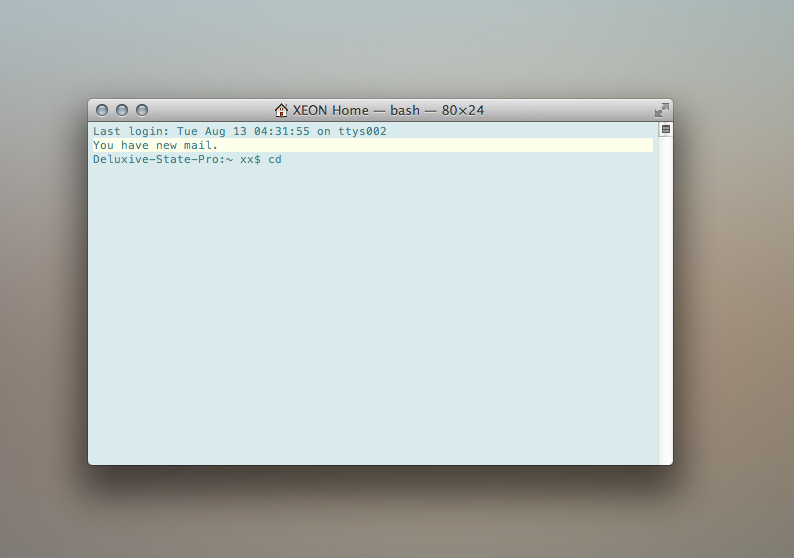 XEON Home — bash — 80×24
Last login: Tue Aug 13 04:31:55 on ttys002
You have new mail.
Deluxive-State-Pro:~ xx$ cd